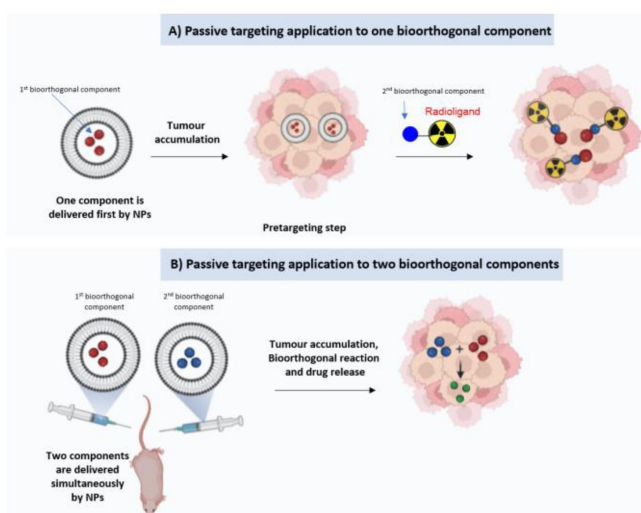 A) Passive targeting application to one bioorthogonal component
1st bioorthogonal component
2nd bioorthogonal component
Radioligand
Tumour
accumulation
One component is
delivered first by NPs
Pretargeting step
B) Passive targeting application to two bioorthogonal components
1st bioorthogonal
component
2nd bioorthogonal
component
Tumour accumulation,
Bioorthogonal reaction
and drug release
+
Two components
are delivered
simultaneously
by NPs